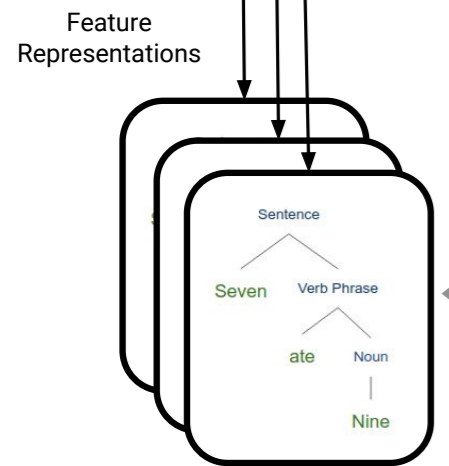 Feature
Representations
Sentence
Seven Verb Phrase
ate Noun
Nine